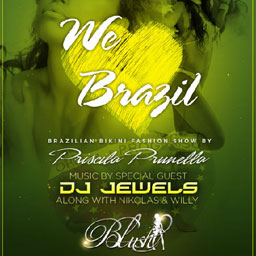 We
Brazil
BRAZILIAN BIKINI FASHION SHOW BY
Priscila Prunella
MUSIC BY SPECIAL GUEST
DJ JEWELS
ALONG WITH NIKOLAS & WILLY
Blush